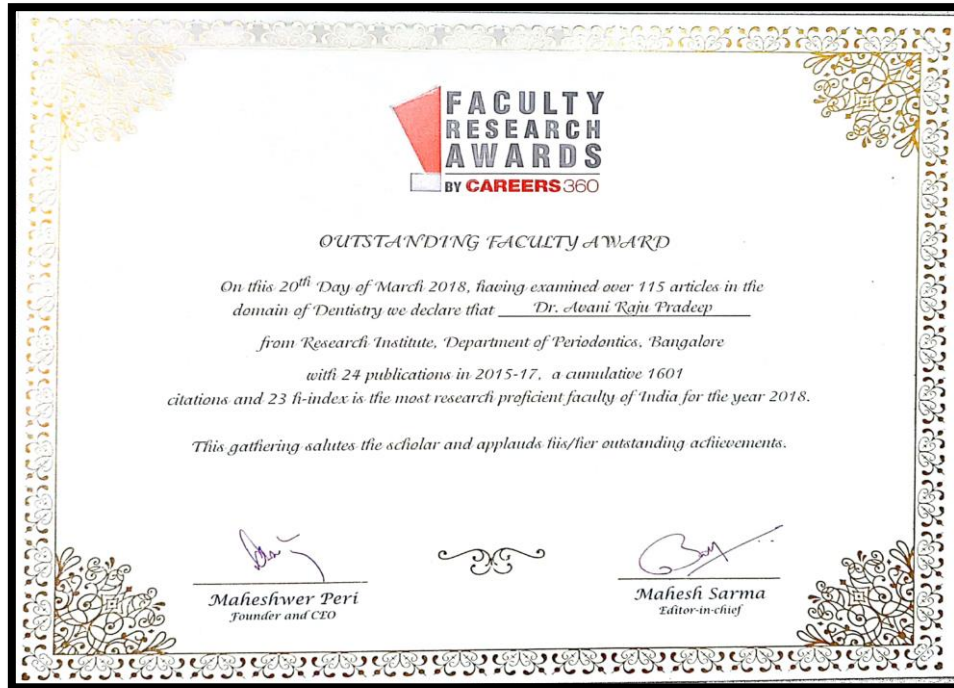 FACULTY
RESEARCH
AWARDS
BY CAREERS360
OUTSTANDING FACULTY AWARD
On this 20th Day of March 2018, having examined over 115 articles in the
domain of Dentistry we declare that Dr. Avani Raju Pradeep
from Research Institute, Department of Periodontics, Bangalore
with 24 publications in 2015-17, a cumulative 1601
citations and 23 h-index is the most research proficient faculty of India for the year 2018.
This gathering salutes the scholar and applauds his/her outstanding achievements.
Maheshwer Peri
Founder and CEO
Mahesh Sarma
Editor-in-chief